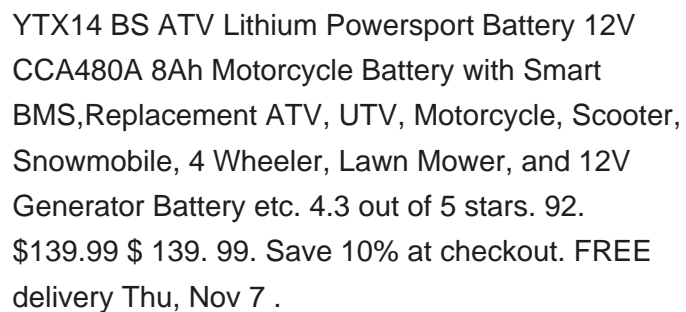 YTX14 BS ATV Lithium Powersport Battery 12V
CCA480A 8Ah Motorcycle Battery with Smart
BMS,Replacement ATV, UTV, Motorcycle, Scooter,
Snowmobile, 4 Wheeler, Lawn Mower, and 12V
Generator Battery etc. 4.3 out of 5 stars. 92.
$139.99 $ 139. 99. Save 10% at checkout. FREE
delivery Thu, Nov 7 .